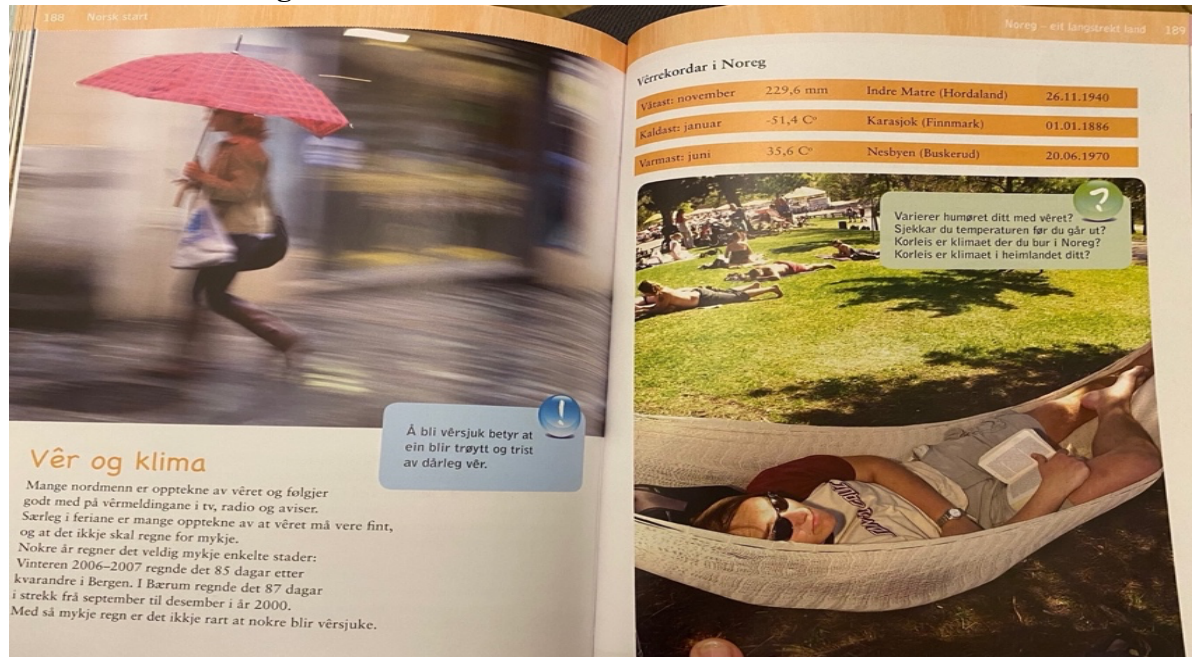 188 Norsk start
Å bli vêrsjuk betyr at
ein blir trøytt og trist
av dårleg vêr.
Vêr og klima
Mange nordmenn er opptekne av vêret og følgjer
godt med på vêrmeldingane i tv, radio og aviser.
Særleg i feriane er mange opptekne av at vêret må vere fint,
og at det ikkje skal regne for mykje.
Nokre år regner det veldig mykje enkelte stader:
Vinteren 2006–2007 regnde det 85 dagar etter
kvarandre i Bergen. I Bærum regnde det 87 dagar
i strekk frå september til desember i år 2000.
Med så mykje regn er det ikkje rart at nokre blir vêrsjuke.
Noreg – eit langstrekt land 189
Vêrrekordar i Noreg
Våtast: november 229,6 mm Indre Matre (Hordaland) 26.11.1940
Kaldast: januar -51,4 Cº Karasjok (Finnmark) 01.01.1886
Varmast: juni 35,6 Cº Nesbyen (Buskerud) 20.06.1970
Varierer humøret ditt med vêret?
Sjekkar du temperaturen før du går ut?
Korleis er klimaet der du bur i Noreg?
Korleis er klimaet i heimlandet ditt?